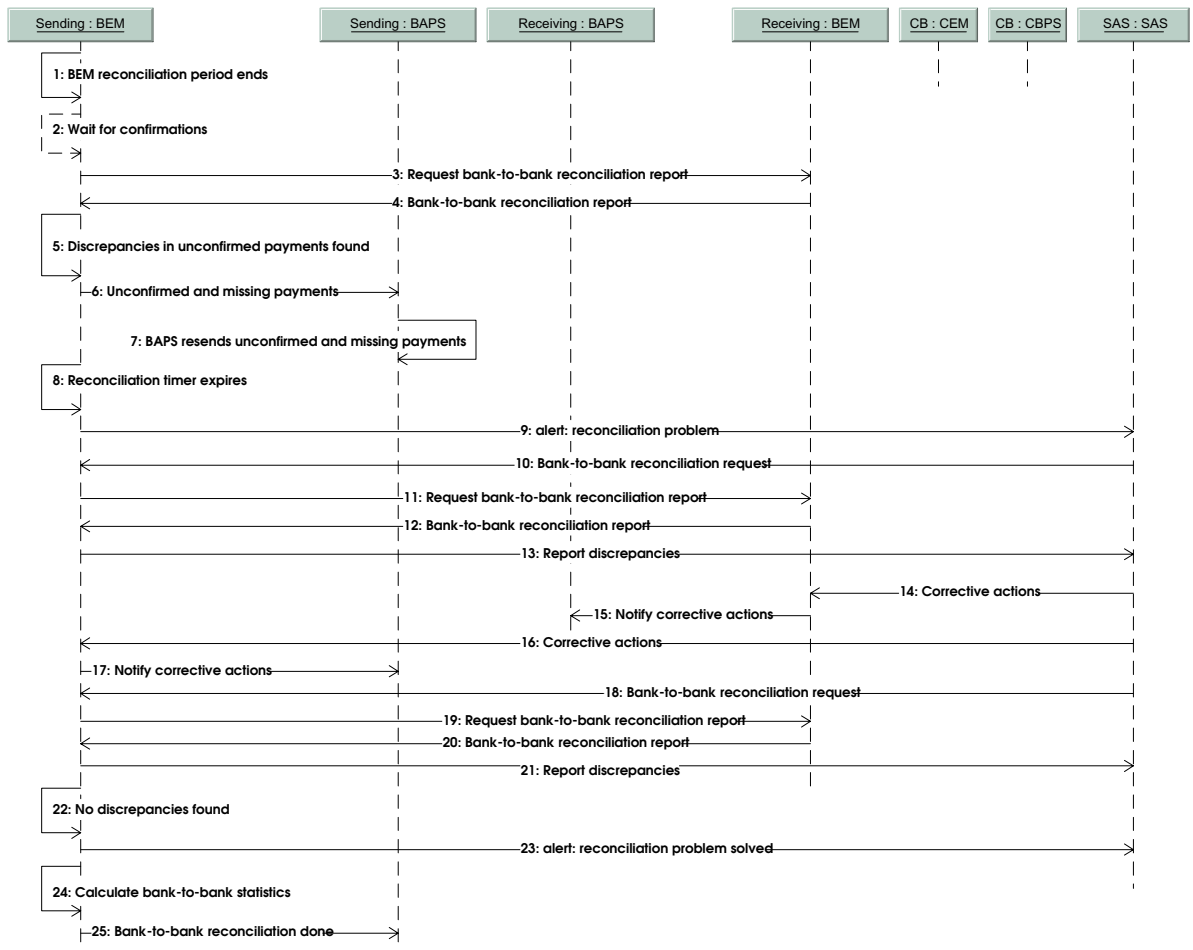 Sending : BEM
Sending : BAPS
Receiving : BAPS
Receiving : BEM
CB : CEM
CB : CBPS
SAS : SAS
1: BEM reconciliation period ends
2: Wait for confirmations
3: Request bank-to-bank reconciliation report
4: Bank-to-bank reconciliation report
5: Discrepancies in unconfirmed payments found
6: Unconfirmed and missing payments
7: BAPS resends unconfirmed and missing payments
8: Reconciliation timer expires
9: alert: reconciliation problem
10: Bank-to-bank reconciliation request
11: Request bank-to-bank reconciliation report
12: Bank-to-bank reconciliation report
13: Report discrepancies
14: Corrective actions
15: Notify corrective actions
16: Corrective actions
17: Notify corrective actions
18: Bank-to-bank reconciliation request
19: Request bank-to-bank reconciliation report
20: Bank-to-bank reconciliation report
21: Report discrepancies
22: No discrepancies found
23: alert: reconciliation problem solved
24: Calculate bank-to-bank statistics
25: Bank-to-bank reconciliation done